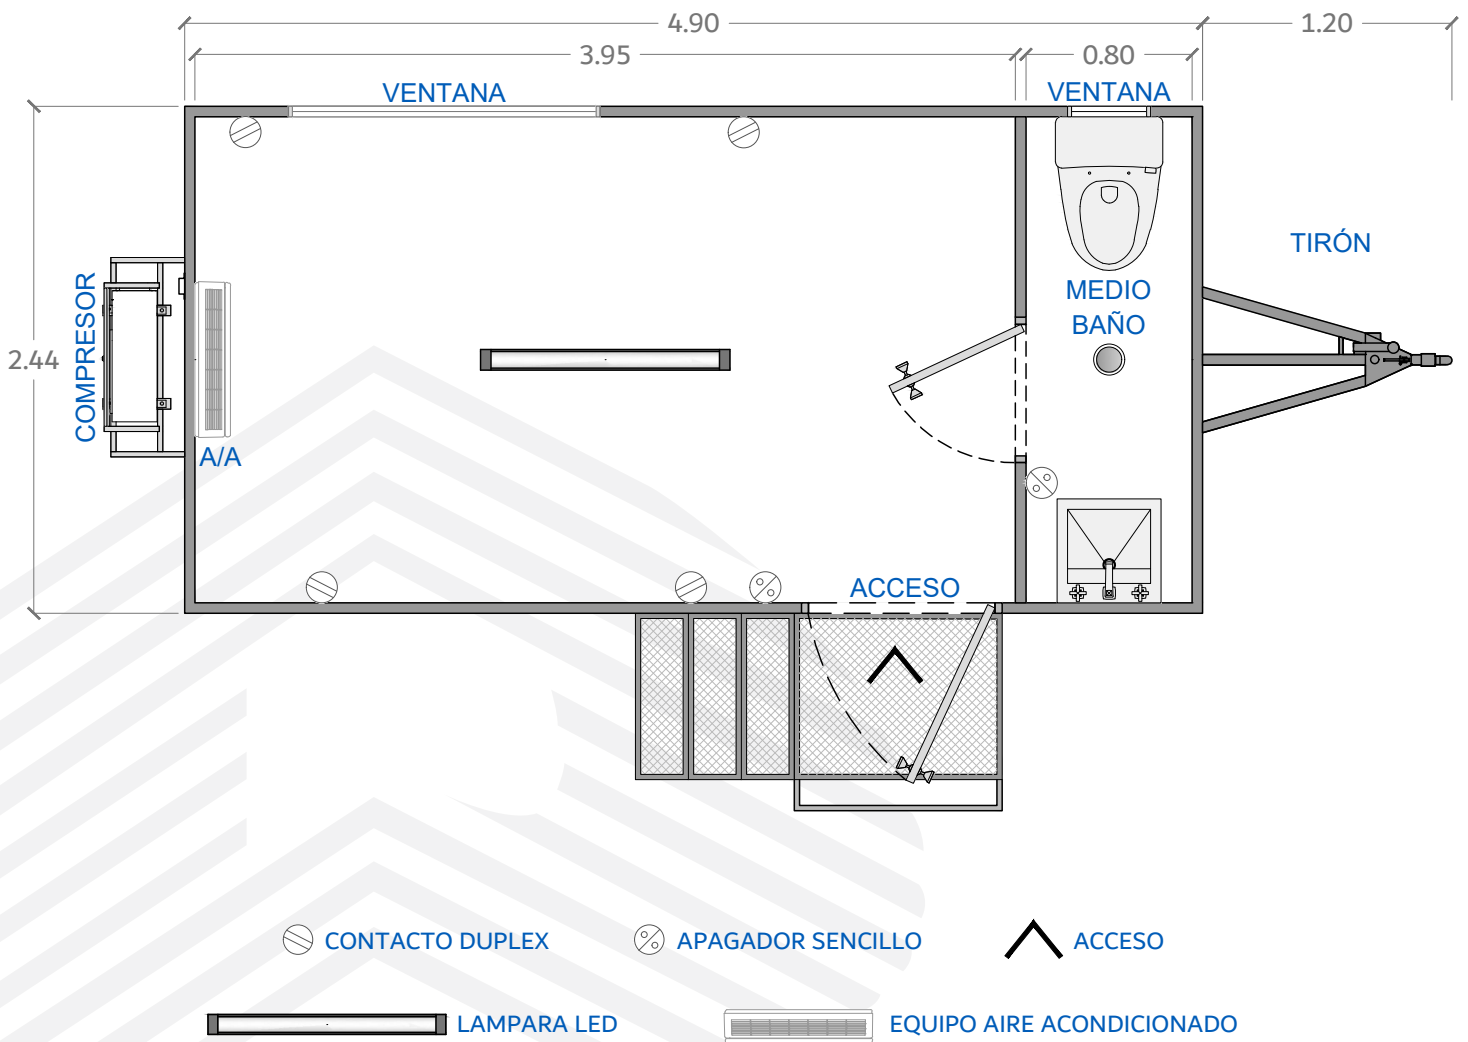 4.90
1.20
3.95
0.80
VENTANA
VENTANA
TIRÓN
MEDIO
BAÑO
COMPRESOR
2.44
A/A
ACCESO
CONTACTO DUPLEX
APAGADOR SENCILLO
ACCESO
LAMPARA LED
EQUIPO AIRE ACONDICIONADO